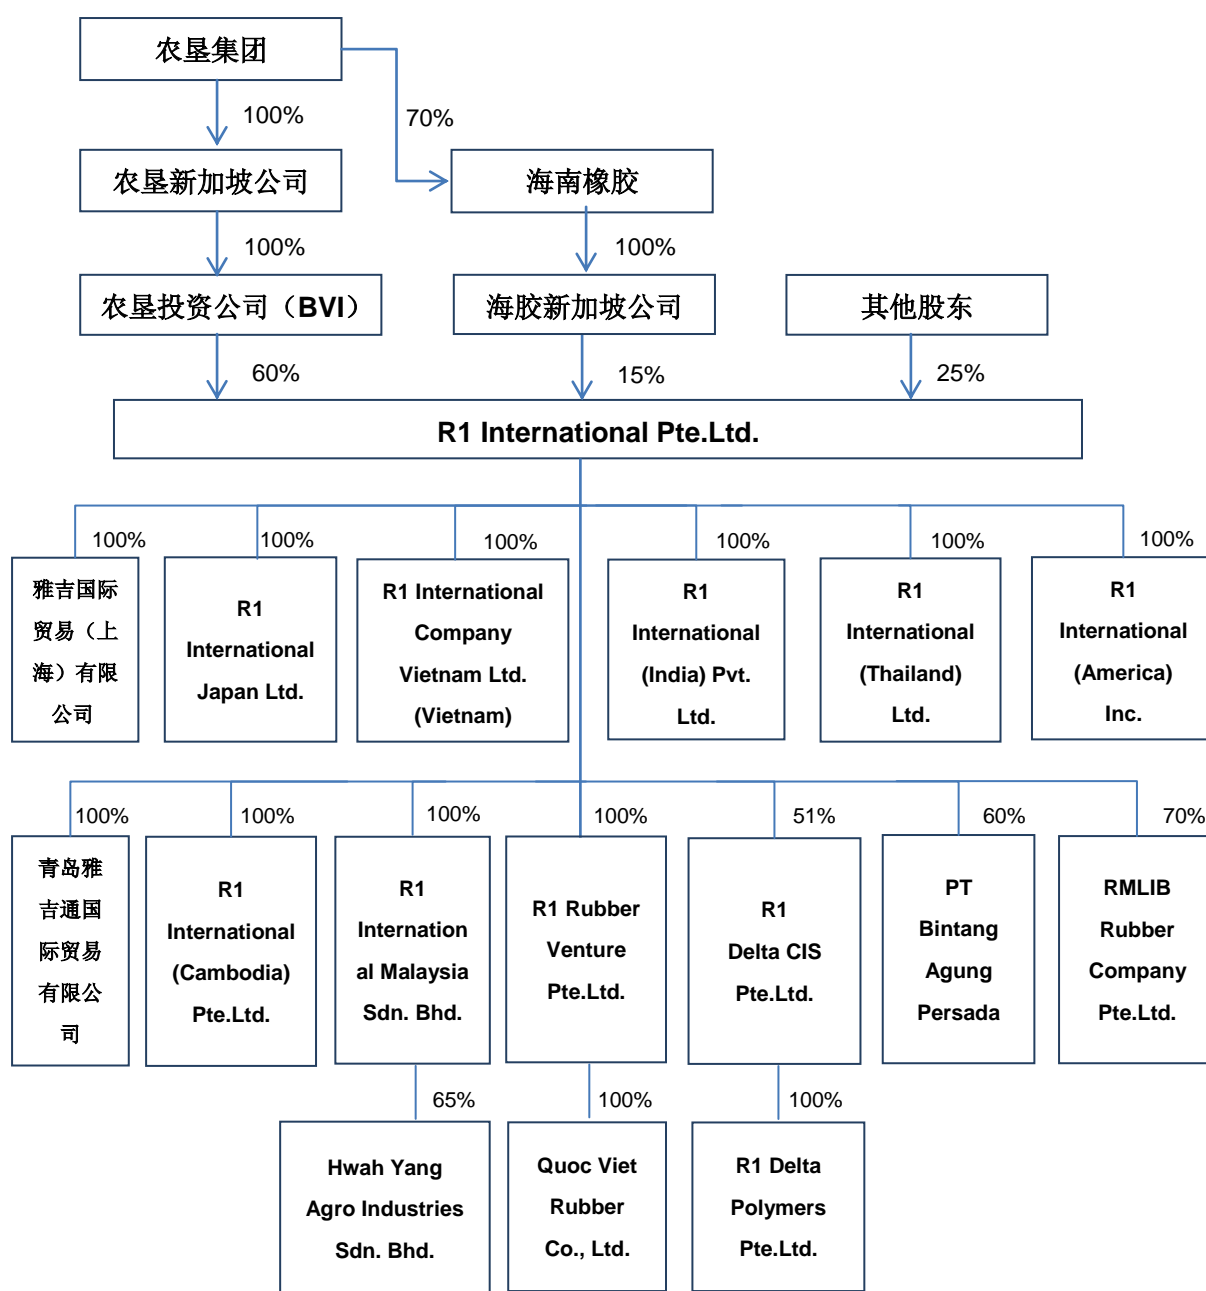 农垦集团
100%
70%
农垦新加坡公司
海南橡胶
100%
100%
农垦投资公司（BVI）
海胶新加坡公司
其他股东
60%
15%
25%
R1 International Pte.Ltd.
100%
100%
100%
100%
100%
100%
雅吉国际
贸易（上
海）有限
公司
R1
International
Japan Ltd.
R1 International
Company
Vietnam Ltd.
(Vietnam)
R1
International
(India) Pvt.
Ltd.
R1
International
(Thailand)
Ltd.
R1
International
(America)
Inc.
100%
100%
100%
100%
51%
60%
70%
青岛雅
吉通国
际贸易
有限公
司
R1
International
(Cambodia)
Pte.Ltd.
R1
Internation
al Malaysia
Sdn. Bhd.
R1 Rubber
Venture
Pte.Ltd.
R1
Delta CIS
Pte.Ltd.
PT
Bintang
Agung
Persada
RMLIB
Rubber
Company
Pte.Ltd.
65%
100%
100%
Hwah Yang
Agro Industries
Sdn. Bhd.
Quoc Viet
Rubber
Co., Ltd.
R1 Delta
Polymers
Pte.Ltd.